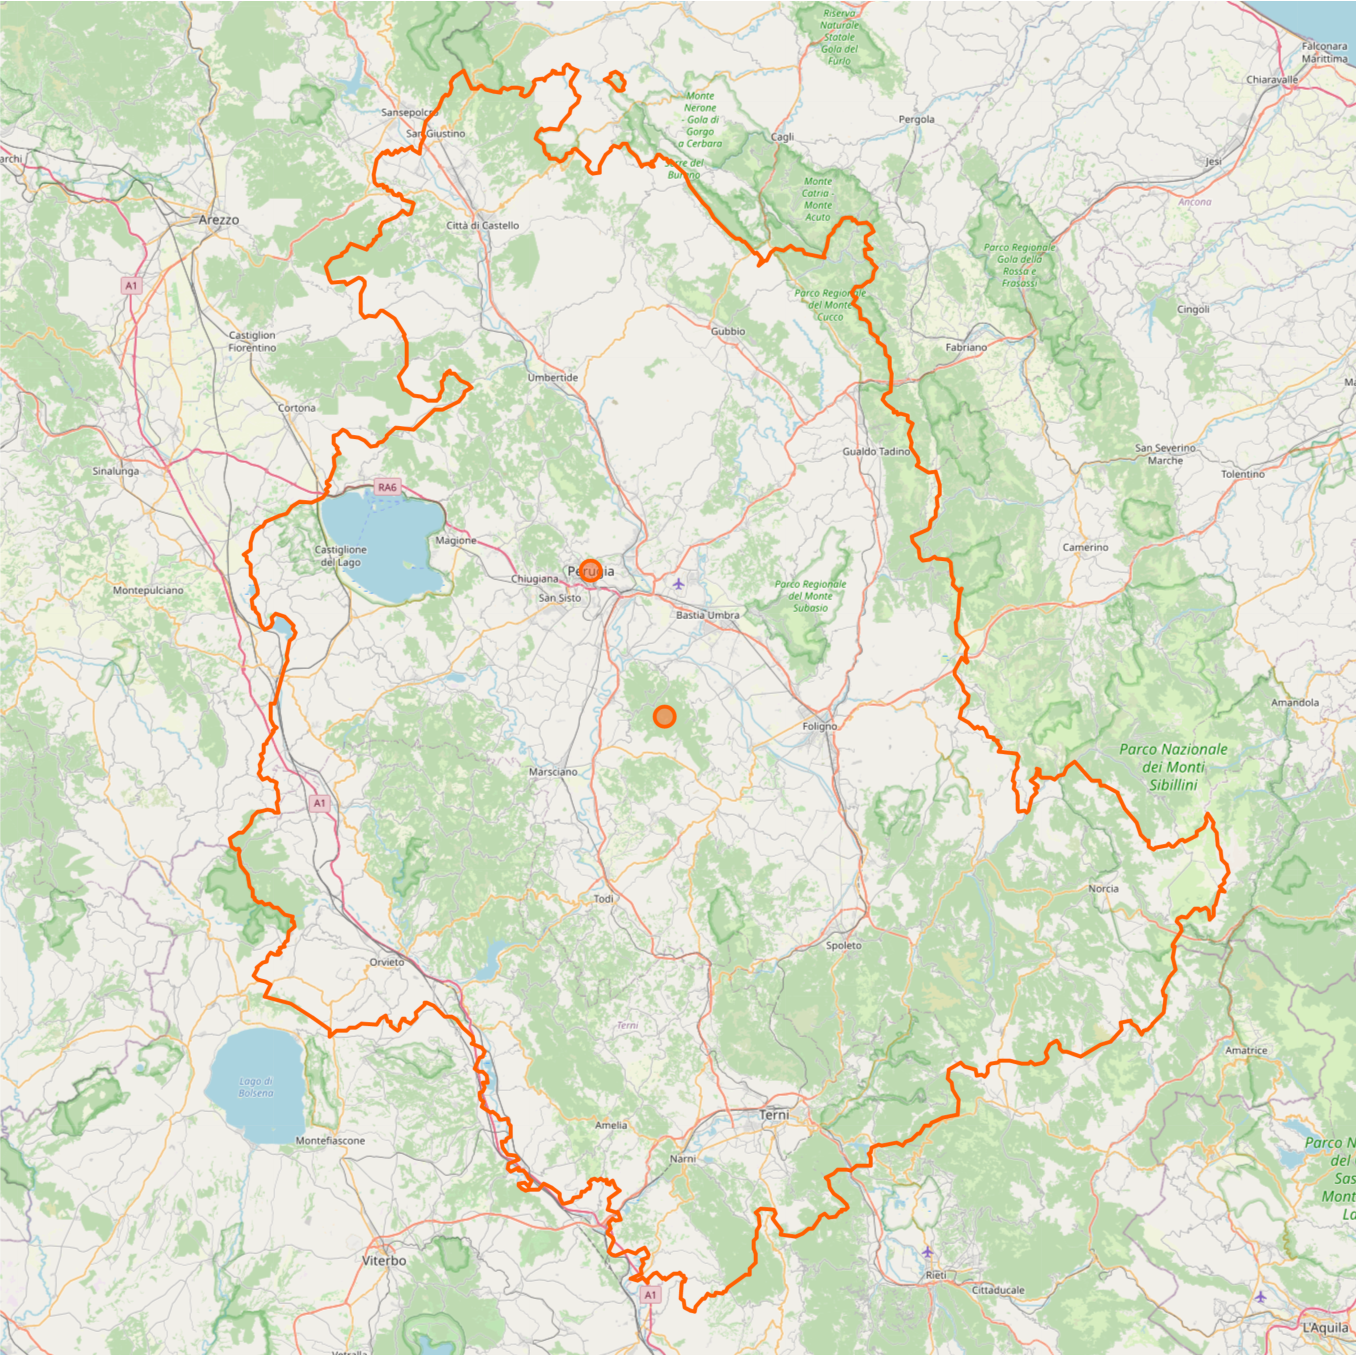 Riserva
Naturale
Statale
Gola del
Furlo
Falconara
Marittima
Chiaravalle
Monte
Nerone
- Gola di
Gorgo
a Cerbara
Sansepolcro
San Giustino
Pergola
Cagli
Jesi
Ancona
Serre del
Burano
Monte
Catria -
Monte
Acuto
Arezzo
Città di Castello
Parco Regionale
Gola della
Rossa e
Frasassi
A1
Parco Regionale
del Monte
Cucco
Cingoli
Castiglion
Fiorentino
Gubbio
Fabriano
Umbertide
Cortona
Gualdo Tadino
San Severino
Marche
Tolentino
Sinalunga
RA6
Magione
Castiglione
del Lago
Camerino
Perugia
Chiugiana
San Sisto
Montepulciano
Parco Regionale
del Monte
Subasio
Bastia Umbra
Amandola
Foligno
Parco Nazionale
dei Monti
Sibillini
Marsciano
A1
Norcia
Todi
Spoleto
Orvieto
Terni
Amatrice
Lago di
Bolsena
Terni
Amelia
Montefiascone
Parco N
del
Sas
Mont
La
Narni
Viterbo
Rieti
Cittaducale
A1
L'Aquila
Vetralla